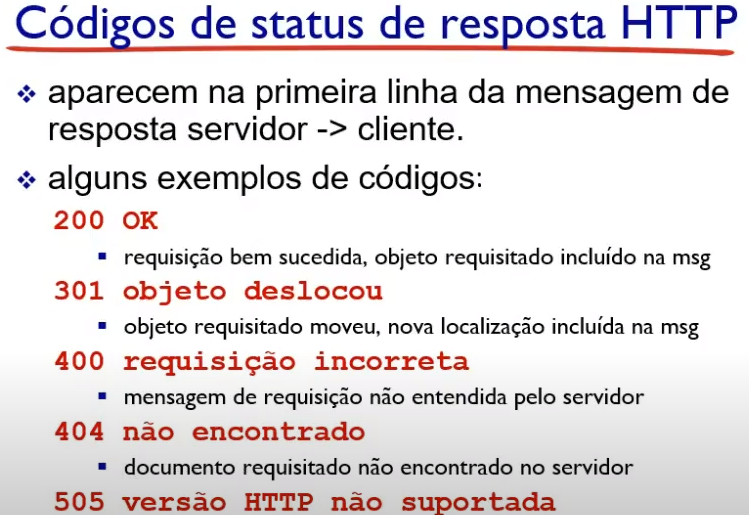 Códigos de status de resposta HTTP
❖ aparecem na primeira linha da mensagem de
resposta servidor -> cliente.
❖ alguns exemplos de códigos:
200 OK
▪ requisição bem sucedida, objeto requisitado incluído na msg
301 objeto deslocou
▪ objeto requisitado moveu, nova localização incluída na msg
400 requisição incorreta
▪ mensagem de requisição não entendida pelo servidor
404 não encontrado
▪ documento requisitado não encontrado no servidor
505 versão HTTP não suportada